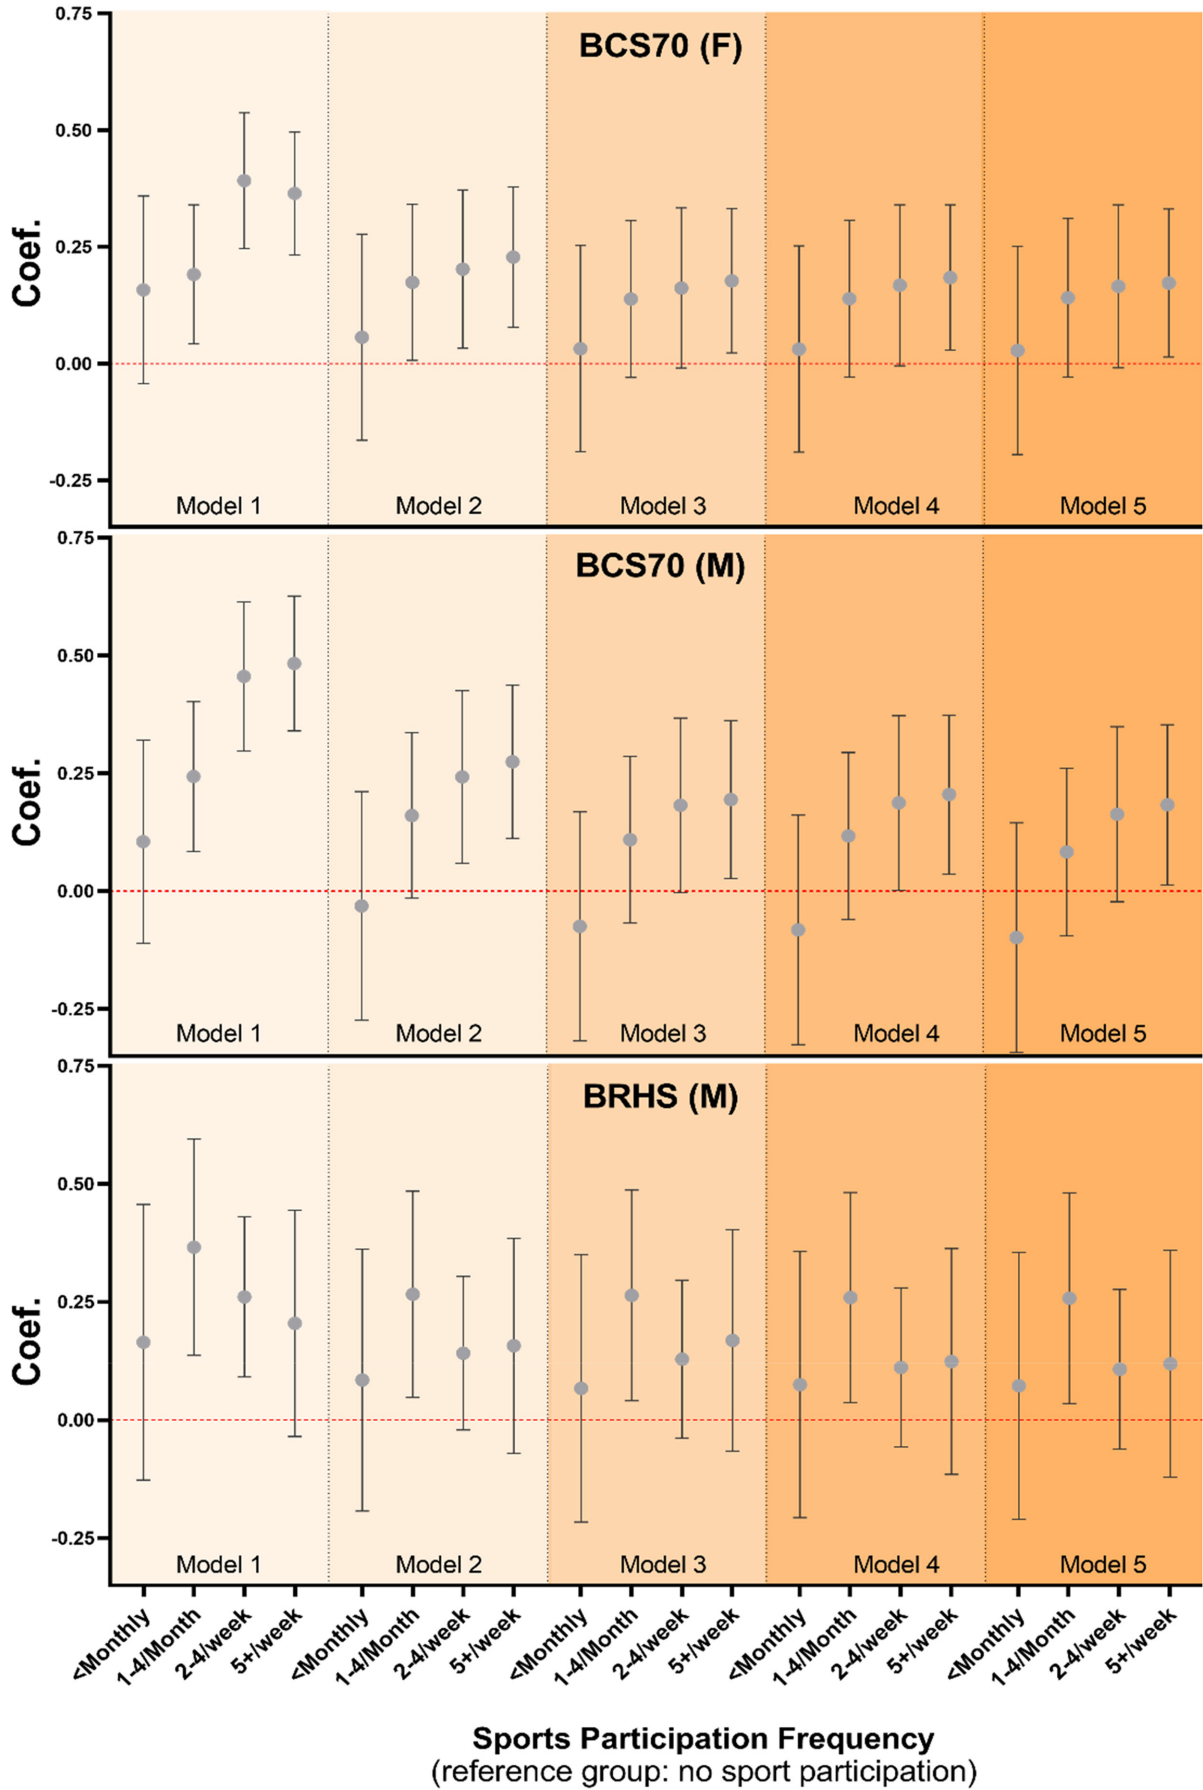 BCS70 (F)
0.75
0.50
0.25
0.00
-0.25
Coef.
Model 1 Model 2 Model 3 Model 4 Model 5
BCS70 (M)
0.75
0.50
0.25
0.00
-0.25
Coef.
Model 1 Model 2 Model 3 Model 4 Model 5
BRHS (M)
0.75
0.50
0.25
0.00
-0.25
Coef.
Model 1 Model 2 Model 3 Model 4 Model 5
<Monthly 1-4/Month 2-4/week 5+/week <Monthly 1-4/Month 2-4/week 5+/week <Monthly 1-4/Month 2-4/week 5+/week <Monthly 1-4/Month 2-4/week 5+/week <Monthly 1-4/Month 2-4/week 5+/week
Sports Participation Frequency
(reference group: no sport participation)